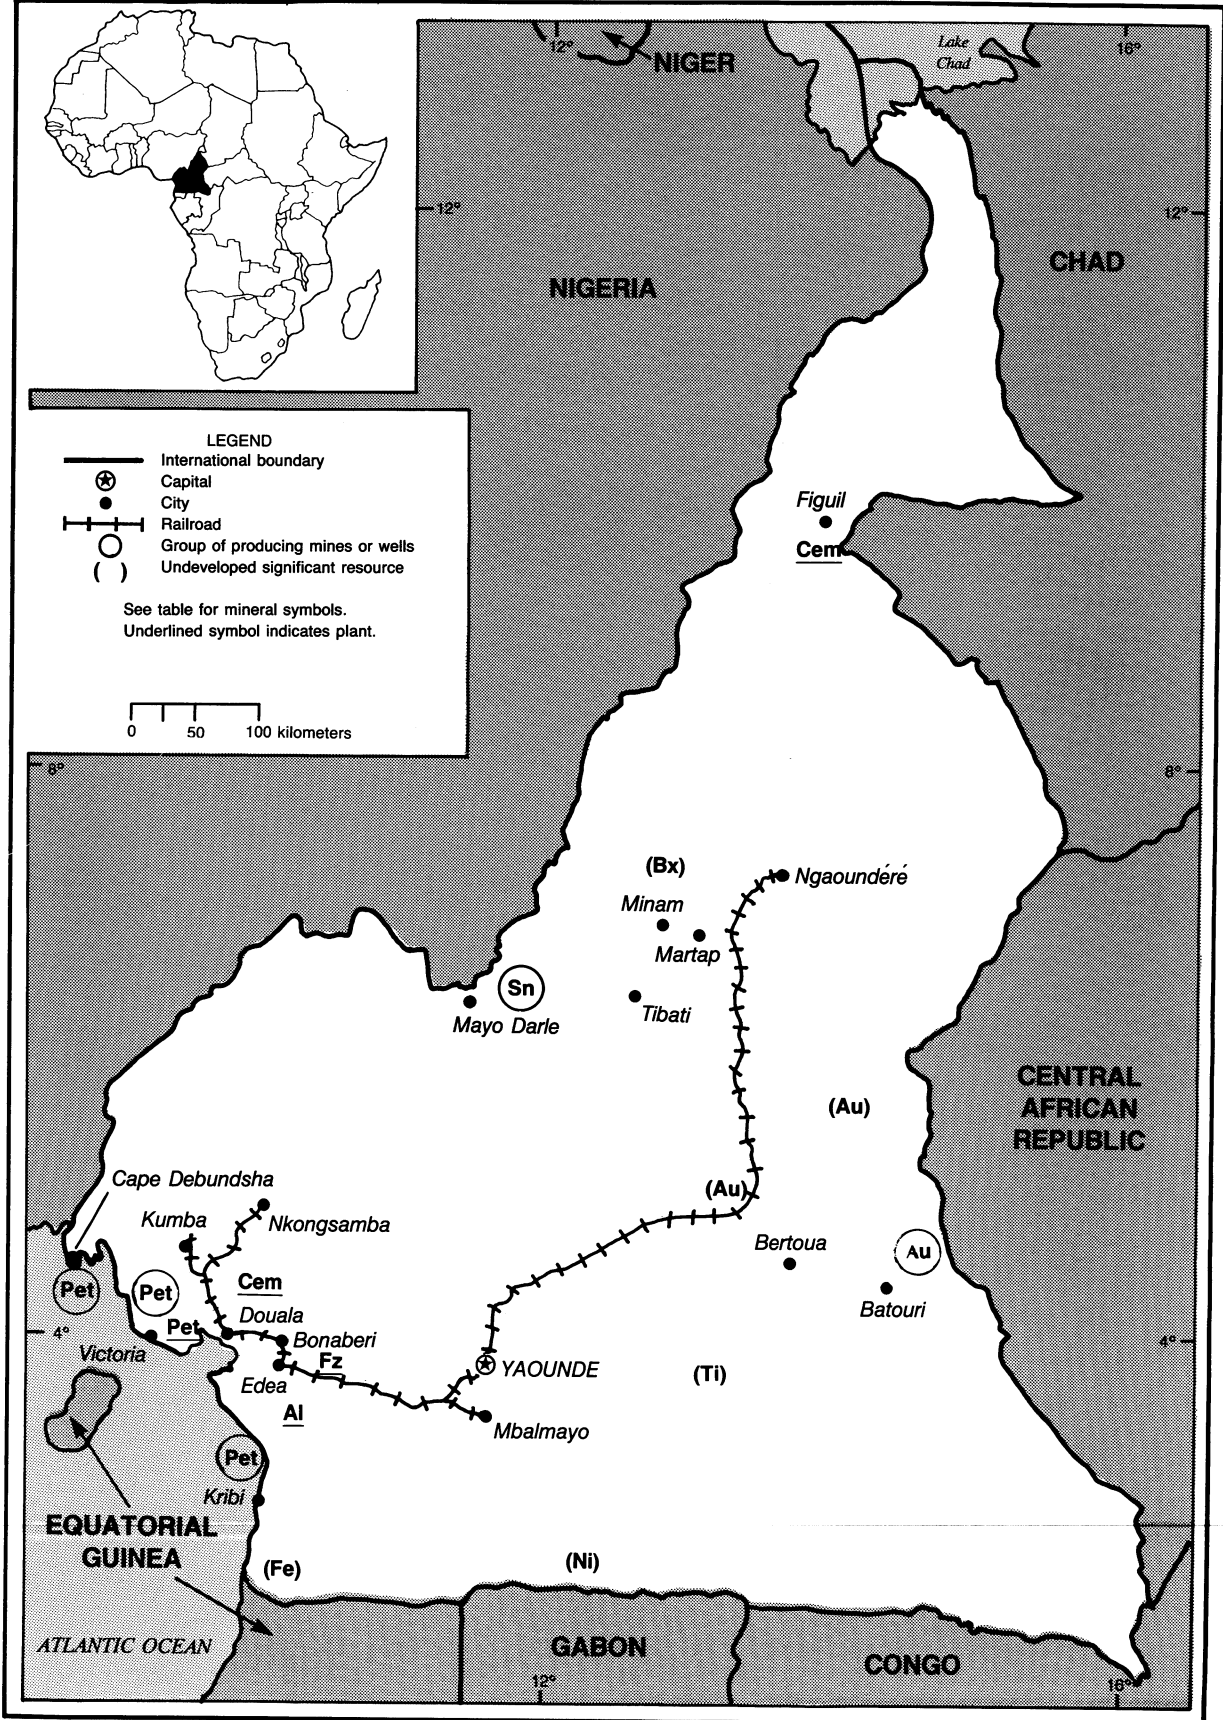 12°
16°
NIGER
Lake
Chad
12°
12°
CHAD
NIGERIA
LEGEND
International boundary
Capital
City
Railroad
Group of producing mines or wells
( ) Undeveloped significant resource
See table for mineral symbols.
Underlined symbol indicates plant.
0 50 100 kilometers
Figuil
Cem
8°
8°
(Bx)
Ngaoundéré
Minam
Martap
Sn
Mayo Darle
Tibati
CENTRAL
AFRICAN
REPUBLIC
(Au)
Cape Debundsha
(Au)
Kumba
Nkongsamba
Bertoua
Au
Pet
Pet
Cem
Batouri
Douala
Pet
4°
Bonaberi
4°
Victoria
Fz
YAOUNDE
(Ti)
Edea
Al
Mbalmayo
Pet
Kribi
EQUATORIAL
GUINEA
(Fe)
(Ni)
ATLANTIC OCEAN
GABON
CONGO
12°
16°